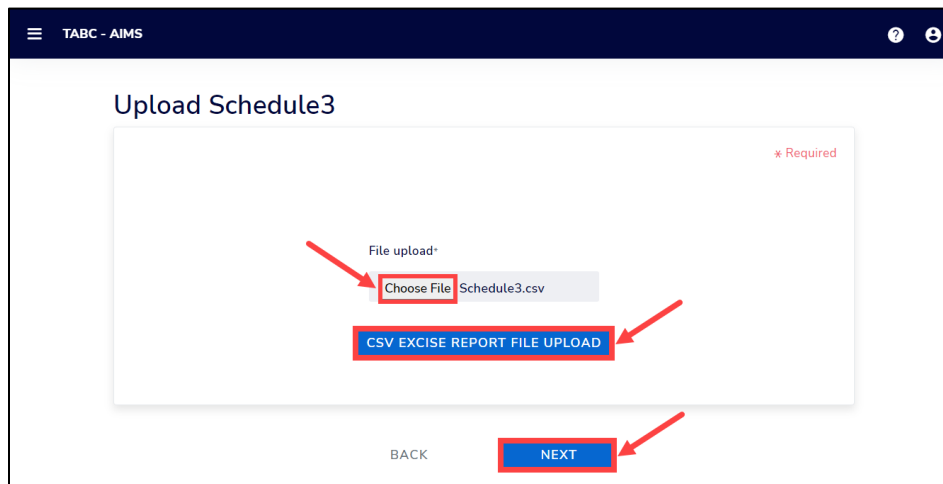 TABC - AIMS
Upload Schedule3
* Required
File upload*
Choose File Schedule3.csv
CSV EXCISE REPORT FILE UPLOAD
BACK NEXT